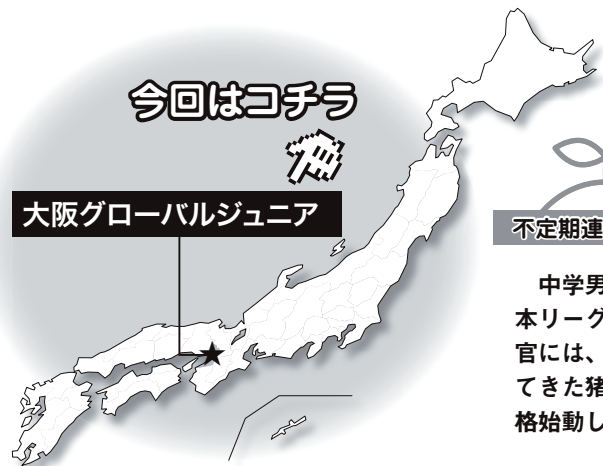 今回はコチラ
大阪グローバルジュニア
不定期連
中学男
本リーグ
官には、
てきた猪
格始動し